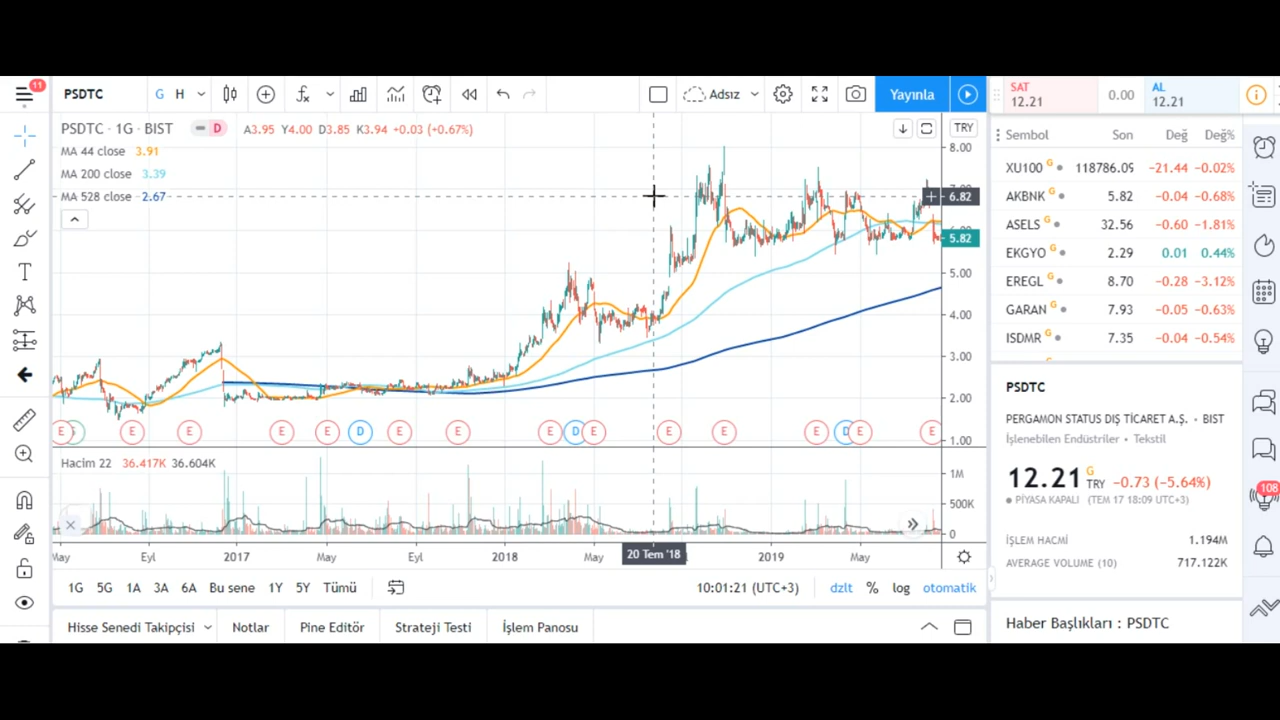 11
PSDTC G H Adsız Yayınla
SAT
12.21
0.00
AL
12.21
PSDTC · 1G · BIST D A3.95 Y4.00 D3.85 K3.94 +0.03 (+0.67%) TRY
MA 44 close 3.91
MA 200 close 3.39
MA 528 close 2.67
8.00
6.82
5.82
5.00
4.00
3.00
2.00
1.00
E E E E E D E E E D E E E E D E E
Hacim 22 36.417K 36.604K
1M
500K
0
May Eyl 2017 May Eyl 2018 May 20 Tem '18 2019 May
1G 5G 1A 3A 6A Bu sene 1Y 5Y Tümü 10:01:21 (UTC+3) dzlt % log otomatik
Hisse Senedi Takipçisi Notlar Pine Editör Strateji Testi İşlem Panosu
Sembol Son Değ Değ%
XU100 G 118786.09 -21.44 -0.02%
AKBNK G 5.82 -0.04 -0.68%
ASELS G 32.56 -0.60 -1.81%
EKGYO G 2.29 0.01 0.44%
EREGL G 8.70 -0.28 -3.12%
GARAN G 7.93 -0.05 -0.63%
ISDMR G 7.35 -0.04 -0.54%
PSDTC
PERGAMON STATUS DIŞ TİCARET A.Ş. • BIST
İşlenebilen Endüstriler • Tekstil
12.21 G TRY -0.73 (-5.64%)
PİYASA KAPALI (TEM 17 18:09 UTC+3)
İŞLEM HACMİ 1.194M
AVERAGE VOLUME (10) 717.122K
Haber Başlıkları : PSDTC
108